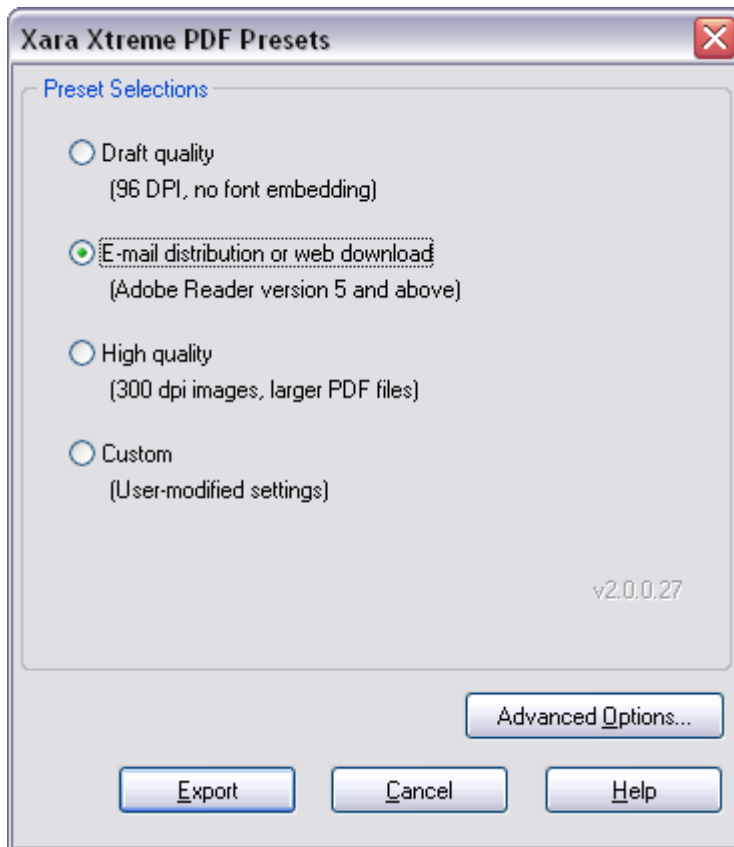 Xara Xtreme PDF Presets
Preset Selections
Draft quality
(96 DPI, no font embedding)
E-mail distribution or web download
(Adobe Reader version 5 and above)
High quality
(300 dpi images, larger PDF files)
Custom
(User-modified settings)
v2.0.0.27
Advanced Options...
Export Cancel Help